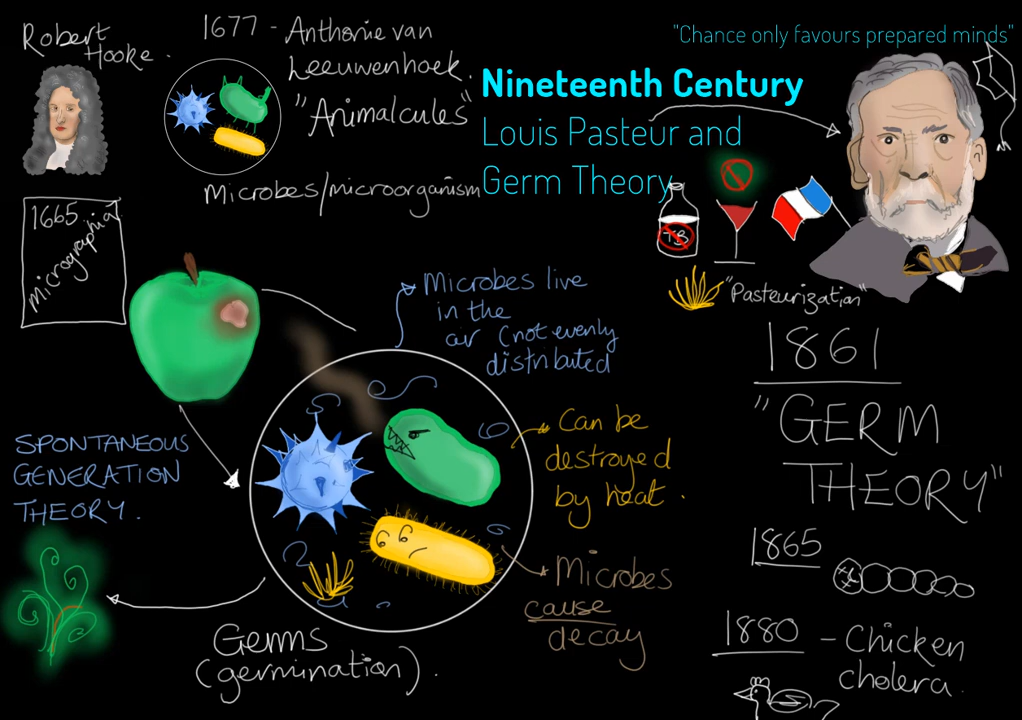 Robert
Hooke.
1677 - Anthonie van
Leeuwenhoek.
"Animalcules"
Microbes/microorganism
"Chance only favours prepared minds"
Nineteenth Century
Louis Pasteur and
Germ Theory
TB
"Pasteurization"
1665
micrographia
Microbes live
in the
air (not evenly
distributed
Can be
destroyed
by heat.
Microbes
cause
decay
SPONTANEOUS
GENERATION
THEORY.
Germs
(germination).
1861
"GERM
THEORY"
1865
1880 - Chicken
cholera.